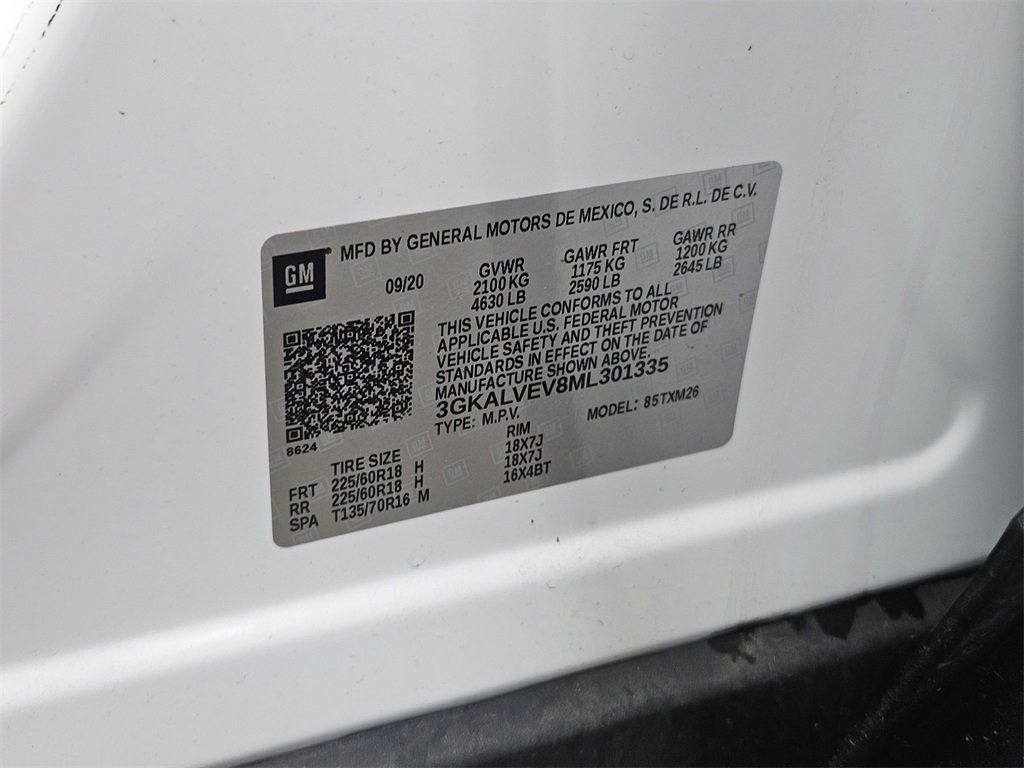 GM
MFD BY GENERAL MOTORS DE MEXICO, S. DE R.L. DE C.V.
09/20 GVWR GAWR FRT GAWR RR
2100 KG 1175 KG 1200 KG
4630 LB 2590 LB 2645 LB
THIS VEHICLE CONFORMS TO ALL
APPLICABLE U.S. FEDERAL MOTOR
VEHICLE SAFETY AND THEFT PREVENTION
STANDARDS IN EFFECT ON THE DATE OF
MANUFACTURE SHOWN ABOVE.
3GKALVEV8ML301335
TYPE: M.P.V. MODEL: 85TXM26
8624
TIRE SIZE RIM
FRT 225/60R18 H 18X7J
RR 225/60R18 H 18X7J
SPA T135/70R16 M 16X4BT